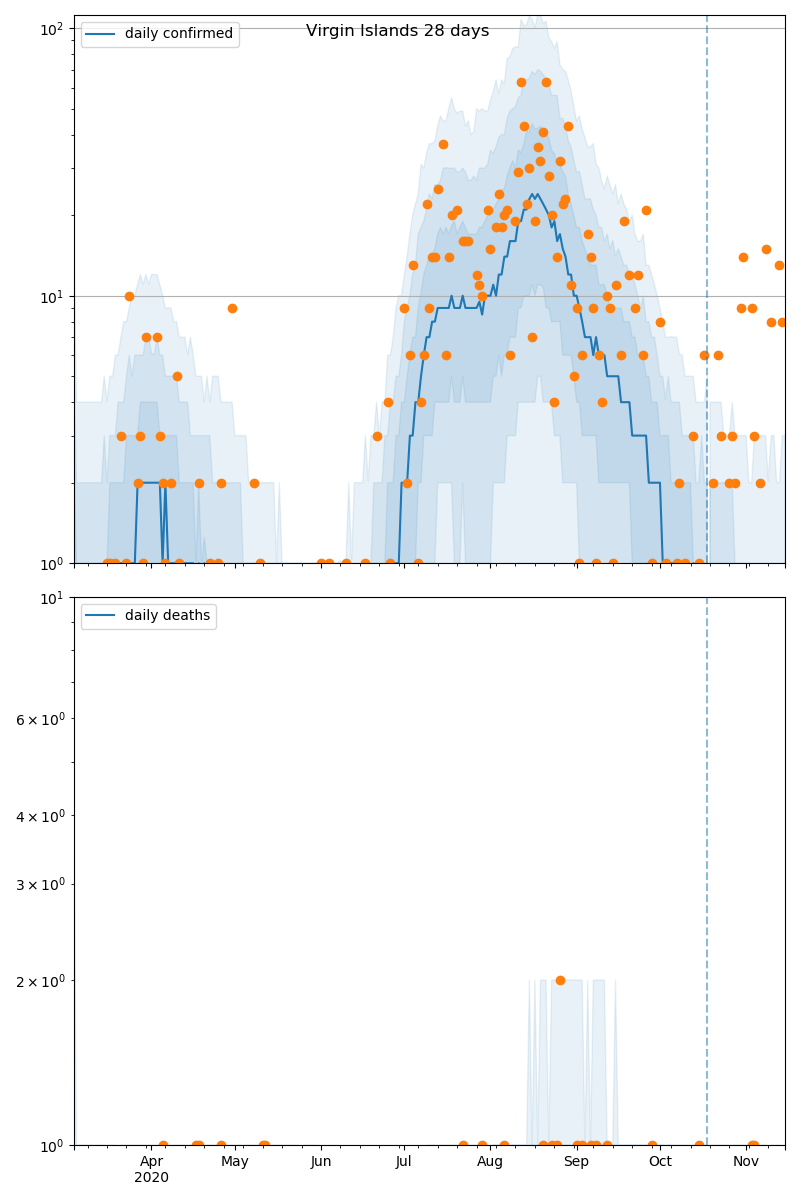 Virgin Islands 28 days
daily confirmed
10²
10¹
10⁰
daily deaths
10¹
6 × 10⁰
4 × 10⁰
3 × 10⁰
2 × 10⁰
10⁰
Apr May Jun Jul Aug Sep Oct Nov
2020